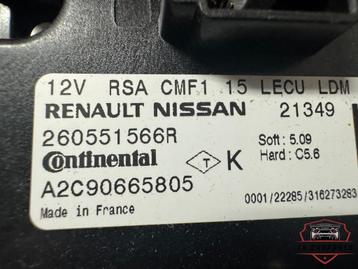 12V RSA CMF1 15 LECU LDM
RENAULT NISSAN 21349
260551566R Soft : 5.09
Continental T K Hard : C5.6
A2C90665805
Made in France 0001/22285/316273283